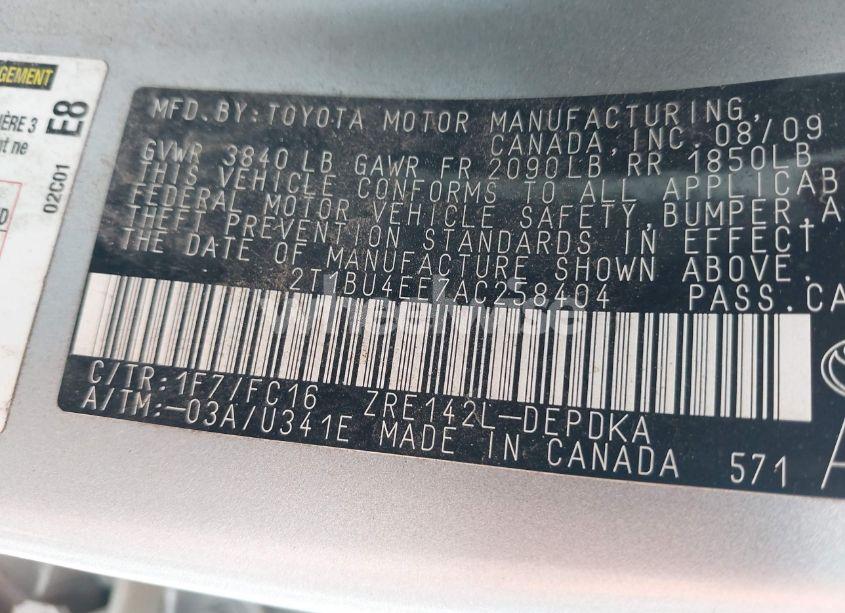 GEMENT
IÈRE 3
t ne
E8
02C01
D
MFD. BY: TOYOTA MOTOR MANUFACTURING,
CANADA, INC. 08/09
GVWR 3840 LB GAWR FR 2090LB RR 1850LB
THIS VEHICLE CONFORMS TO ALL APPLICAB
FEDERAL MOTOR VEHICLE SAFETY, BUMPER, A
THEFT PREVENTION STANDARDS IN EFFECT
THE DATE OF MANUFACTURE SHOWN ABOVE.
2T1BU4EE7AC258404 PASS.CA
wheelwise
C/TR: 1F7/FC16 ZRE142L-DEPDKA
A/TM:-03A/U341E MADE IN CANADA 571
A